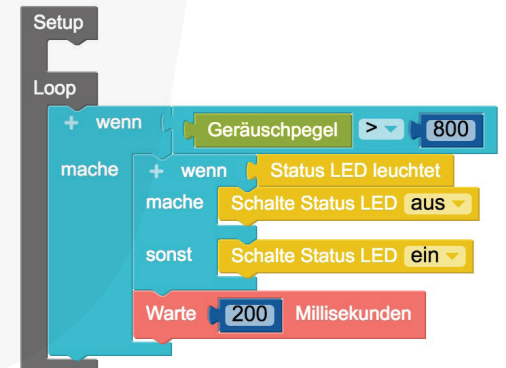 Setup
Loop
+ wenn Geräuschpegel > 800
mache + wenn Status LED leuchtet
mache Schalte Status LED aus
sonst Schalte Status LED ein
Warte 200 Millisekunden